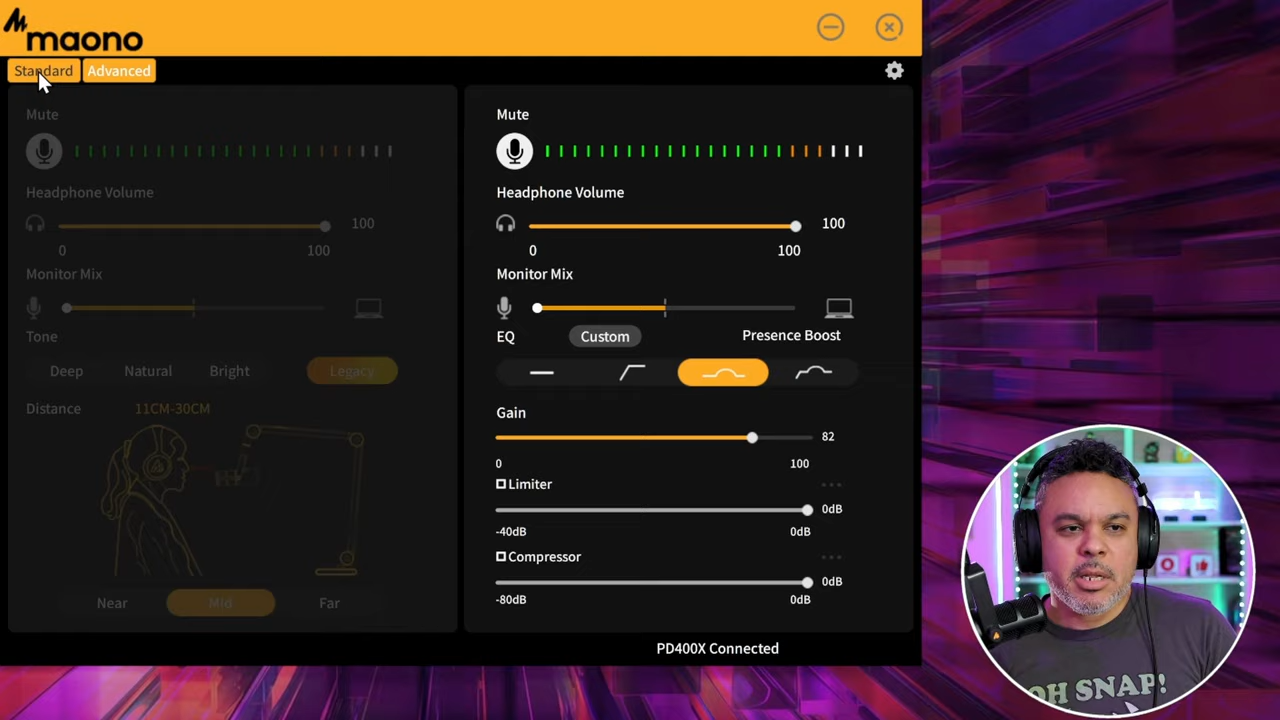 maono
Standard Advanced
Mute
Headphone Volume
100
0 100
Monitor Mix
Tone
Deep Natural Bright Legacy
Distance 11CM-30CM
Near Mid Far
Mute
Headphone Volume
100
0 100
Monitor Mix
EQ Custom Presence Boost
Gain
82
0 100
Limiter
0dB
-40dB 0dB
Compressor
0dB
-80dB 0dB
PD400X Connected
OH SNAP!